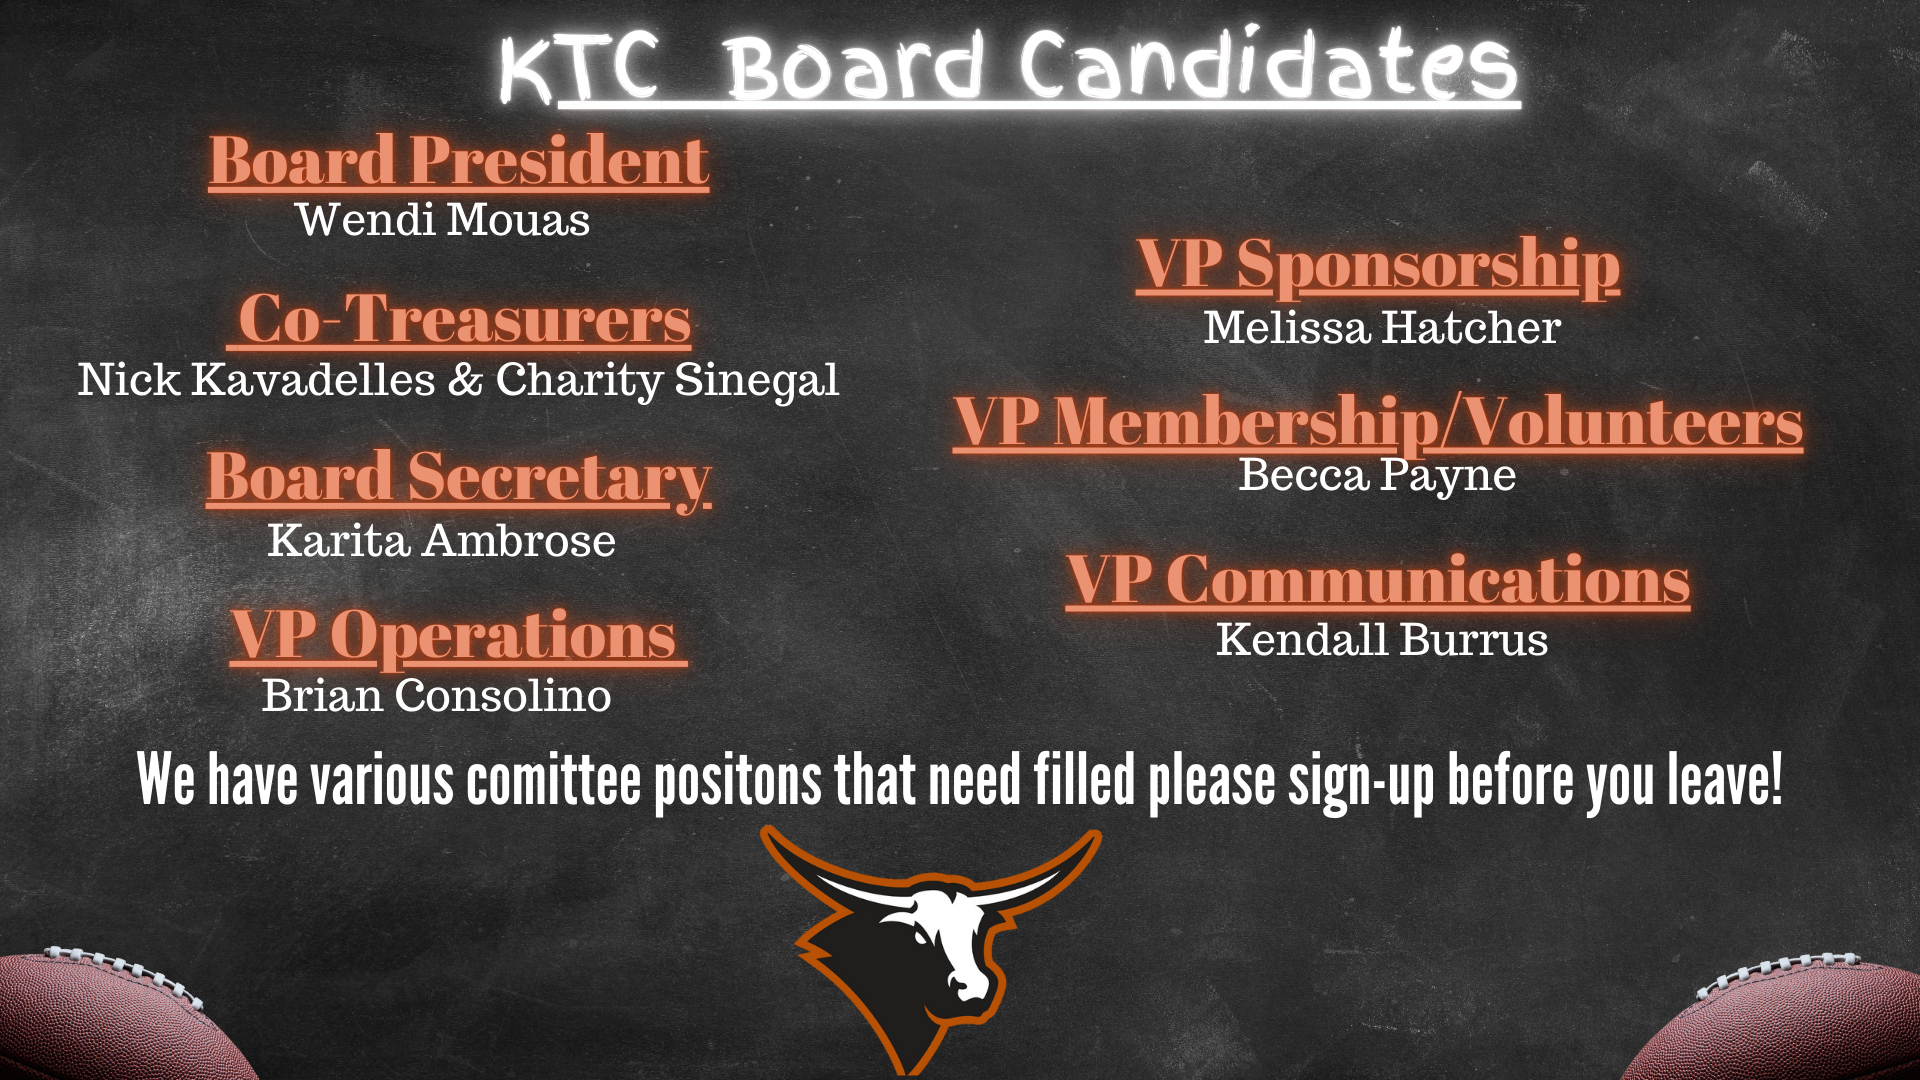 KTC Board Candidates
Board President
Wendi Mouas
Co-Treasurers
Nick Kavadelles & Charity Sinegal
Board Secretary
Karita Ambrose
VP Operations
Brian Consolino
VP Sponsorship
Melissa Hatcher
VP Membership/Volunteers
Becca Payne
VP Communications
Kendall Burrus
We have various comittee positons that need filled please sign-up before you leave!